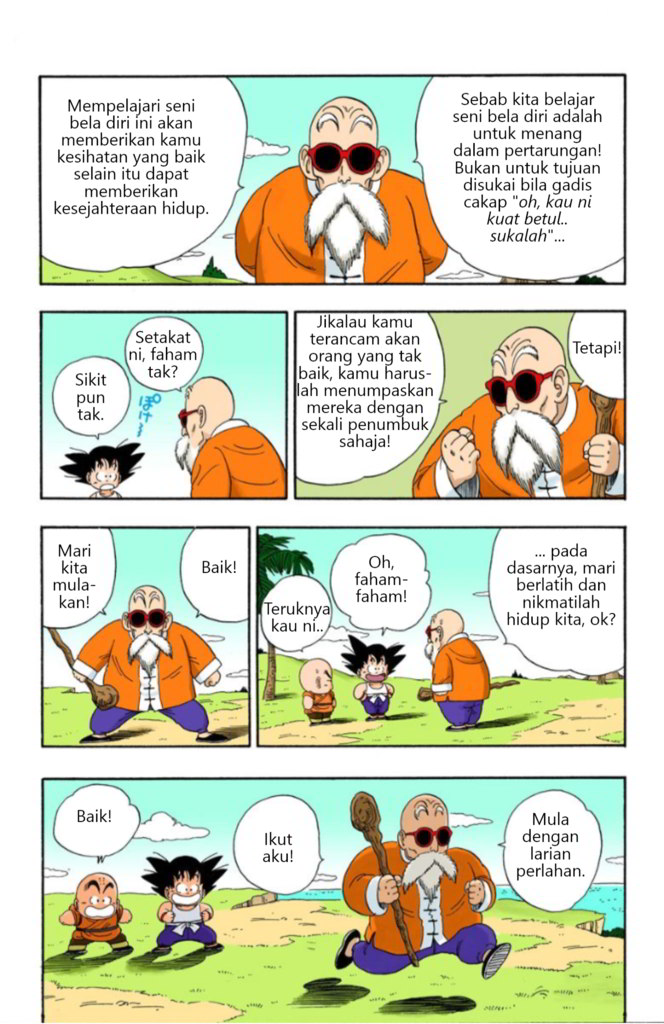 Sebab kita belajar
seni bela diri adalah
untuk menang
dalam pertarungan!
Bukan untuk tujuan
disukai bila gadis
cakap "oh, kau ni
kuat betul..
sukalah"...
Mempelajari seni
bela diri ini akan
memberikan kamu
kesihatan yang baik
selain itu dapat
memberikan
kesejahteraan hidup.
Tetapi!
Jikalau kamu
terancam akan
orang yang tak
baik, kamu harus-
lah menumpaskan
mereka dengan
sekali penumbuk
sahaja!
Setakat
ni, faham
tak?
ぽけ〜
Sikit
pun
tak.
... pada
dasarnya, mari
berlatih dan
nikmatilah
hidup kita, ok?
Oh,
faham-
faham!
Teruknya
kau ni..
Baik!
Mari
kita
mula-
kan!
Mula
dengan
larian
perlahan.
Ikut
aku!
Baik!